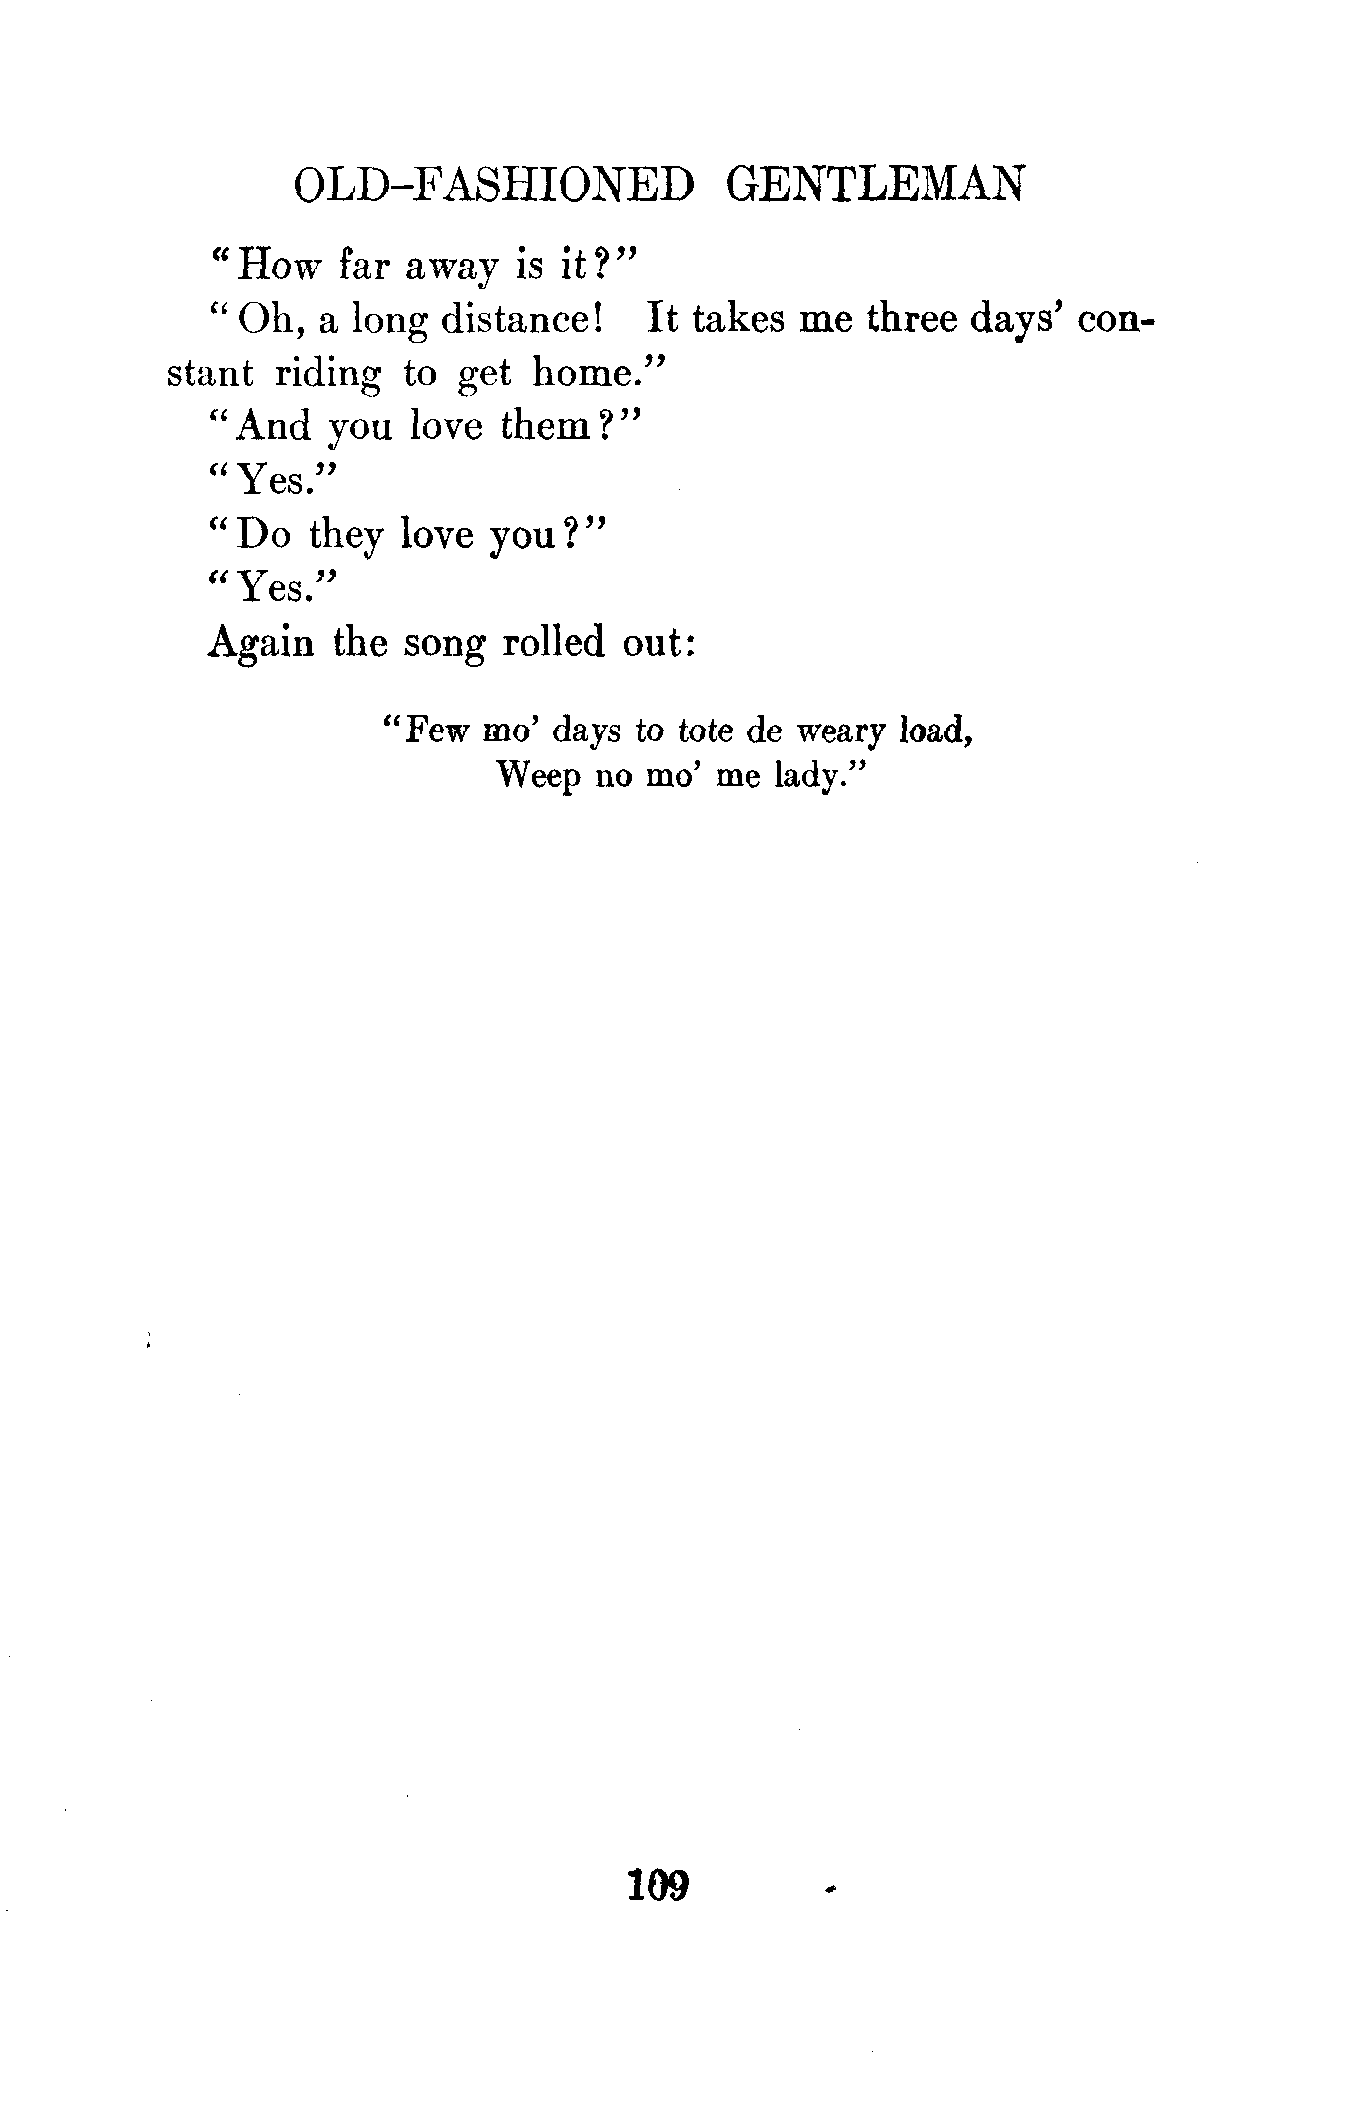 OLD-FASHIONED GENTLEMAN
"How far away is it?"
"Oh, a long distance! It takes me three days' con-
stant riding to get home."
"And you love them?"
"Yes."
"Do they love you?"
"Yes."
Again the song rolled out:
"Few mo' days to tote de weary load,
Weep no mo' me lady."
109